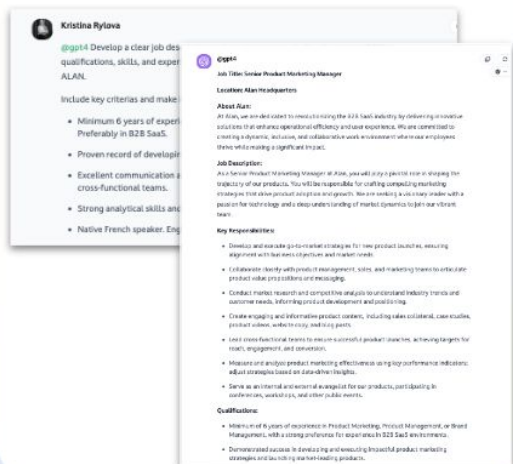 Kristina Rylova
@gpt4 Develop a clear job des
qualifications, skills, and exper
ALAN.
Include key criterias and make
• Minimum 6 years of experi
Preferably in B2B SaaS.
• Proven record of developin
• Excellent communication a
cross-functional teams.
• Strong analytical skills and
• Native French speaker. Eng
@gpt4
Job Title: Senior Product Marketing Manager
Location: Alan Headquarters
About Alan:
At Alan, we are dedicated to revolutionizing the B2B SaaS industry by delivering innovative
solutions that enhance operational efficiency and user experience. We are committed to
creating a dynamic, inclusive, and collaborative work environment where our employees
thrive while making a significant impact.
Job Description:
As a Senior Product Marketing Manager at Alan, you will play a pivotal role in shaping the
trajectory of our products. You will be responsible for crafting compelling marketing
strategies that drive product adoption and growth. We are seeking a visionary leader with a
passion for technology and a deep understanding of market dynamics to join our vibrant
team.
Key Responsibilities:
• Develop and execute go-to-market strategies for new product launches, ensuring
alignment with business objectives and market needs.
• Collaborate closely with product management, sales, and marketing teams to articulate
product value propositions and messaging.
• Conduct market research and competitive analysis to understand industry trends and
customer needs, informing product development and positioning.
• Create engaging and informative product content, including sales collateral, case studies,
product videos, website copy, and blog posts.
• Lead cross-functional teams to ensure successful product launches, achieving targets for
reach, engagement, and conversion.
• Measure and analyze product marketing effectiveness using key performance indicators;
adjust strategies based on data-driven insights.
• Serve as an internal and external evangelist for our products, participating in
conferences, workshops, and other public events.
Qualifications:
• Minimum of 6 years of experience in Product Marketing, Product Management, or Brand
Management, with a strong preference for experience in B2B SaaS environments.
• Demonstrated success in developing and executing impactful product marketing
strategies and launching market-leading products.